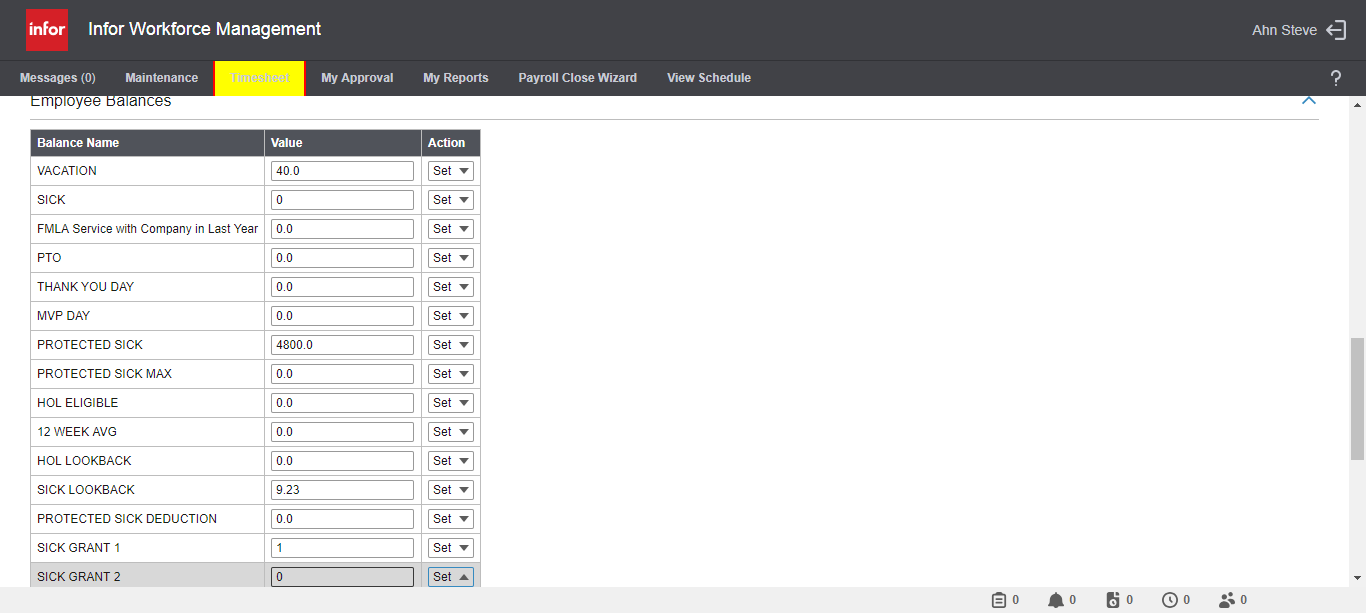 infor Infor Workforce Management Ahn Steve
Messages (0) Maintenance Timesheet My Approval My Reports Payroll Close Wizard View Schedule ?
Employee Balances
Balance Name Value Action
VACATION 40.0 Set
SICK 0 Set
FMLA Service with Company in Last Year 0.0 Set
PTO 0.0 Set
THANK YOU DAY 0.0 Set
MVP DAY 0.0 Set
PROTECTED SICK 4800.0 Set
PROTECTED SICK MAX 0.0 Set
HOL ELIGIBLE 0.0 Set
12 WEEK AVG 0.0 Set
HOL LOOKBACK 0.0 Set
SICK LOOKBACK 9.23 Set
PROTECTED SICK DEDUCTION 0.0 Set
SICK GRANT 1 1 Set
SICK GRANT 2 0 Set
0 0 0 0 0